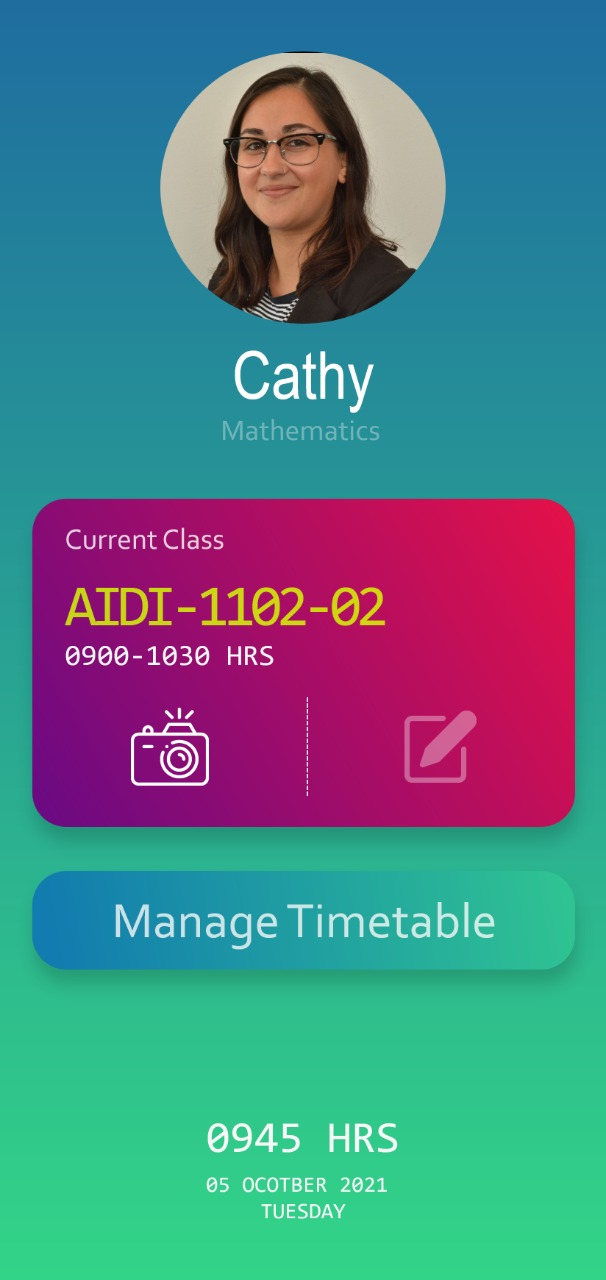 Cathy
Mathematics
Current Class
AIDI-1102-02
0900-1030 HRS
Manage Timetable
0945 HRS
05 OCOTBER 2021
TUESDAY